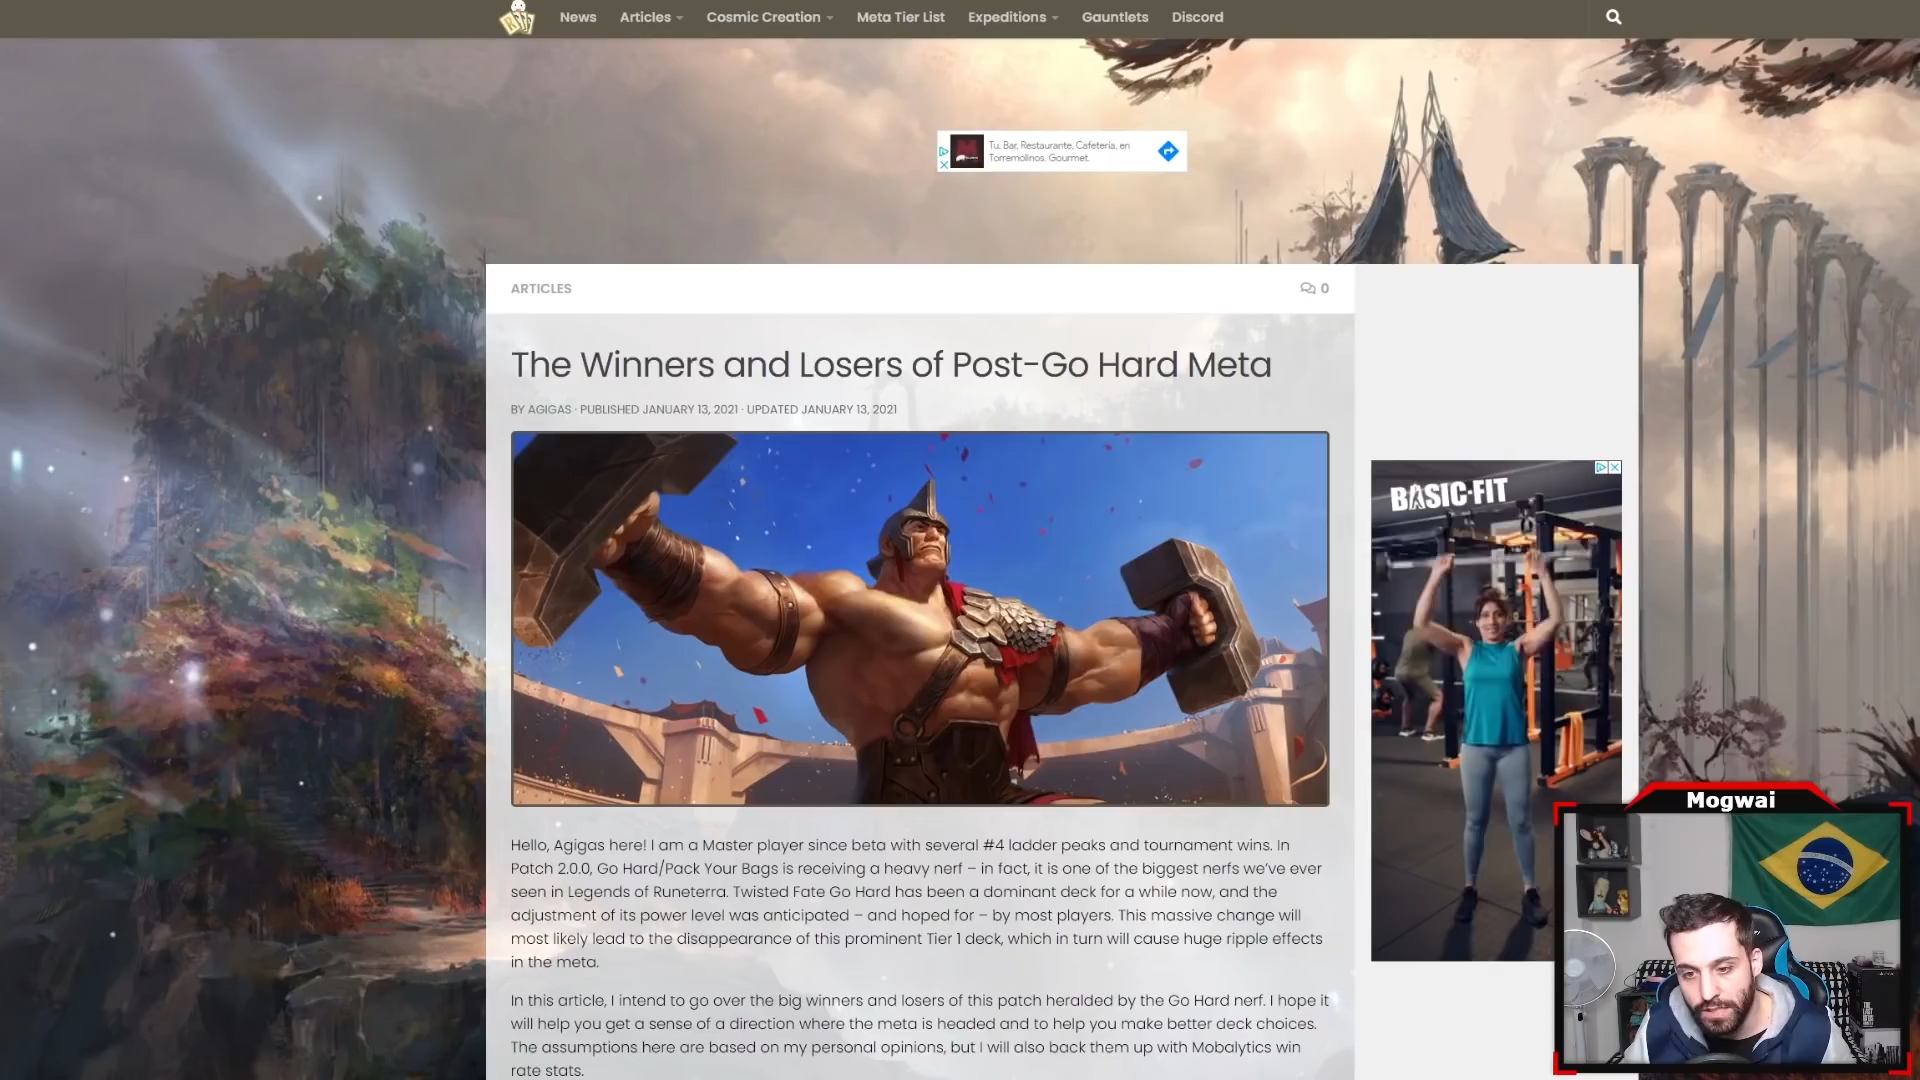 News
Articles
Cosmic Creation
Meta Tier List
Expeditions
Gauntlets
Discord
Tu. Bar, Restaurante, Cafetería, en
Torremolinos. Gourmet.
ARTICLES
0
The Winners and Losers of Post-Go Hard Meta
BY AGIGAS · PUBLISHED JANUARY 13, 2021 · UPDATED JANUARY 13, 2021
BASIC-FIT
Hello, Agigas here! I am a Master player since beta with several #4 ladder peaks and tournament wins. In
Patch 2.0.0, Go Hard/Pack Your Bags is receiving a heavy nerf – in fact, it is one of the biggest nerfs we've ever
seen in Legends of Runeterra. Twisted Fate Go Hard has been a dominant deck for a while now, and the
adjustment of its power level was anticipated – and hoped for – by most players. This massive change will
most likely lead to the disappearance of this prominent Tier 1 deck, which in turn will cause huge ripple effects
in the meta.
In this article, I intend to go over the big winners and losers of this patch heralded by the Go Hard nerf. I hope it
will help you get a sense of a direction where the meta is headed and to help you make better deck choices.
The assumptions here are based on my personal opinions, but I will also back them up with Mobalytics win
rate stats.
Mogwai